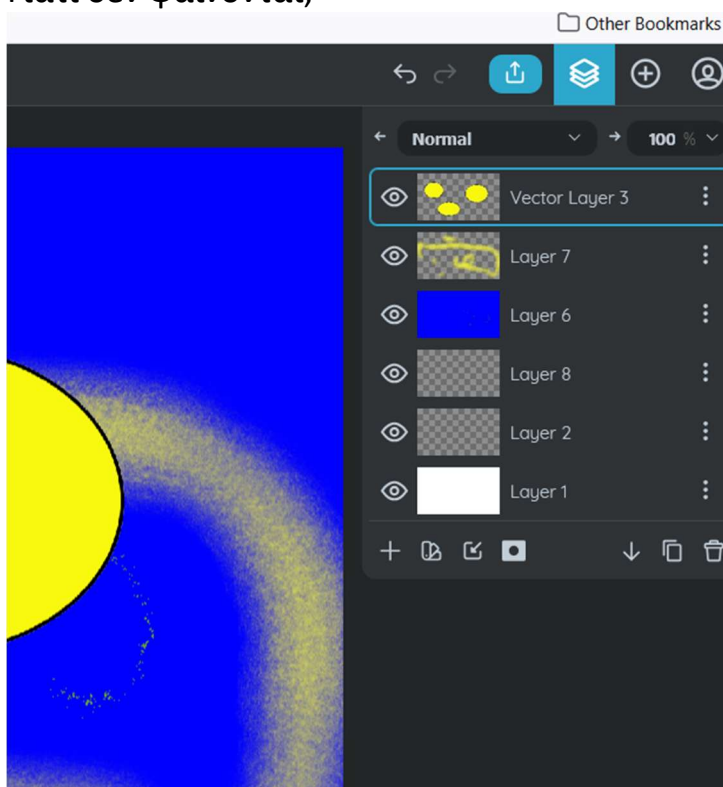 Other Bookmarks
Normal 100 %
Vector Layer 3
Layer 7
Layer 6
Layer 8
Layer 2
Layer 1